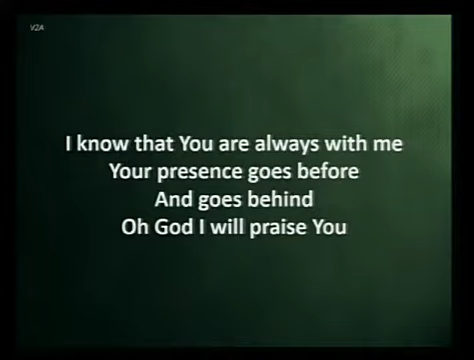 V2A
I know that You are always with me
Your presence goes before
And goes behind
Oh God I will praise You